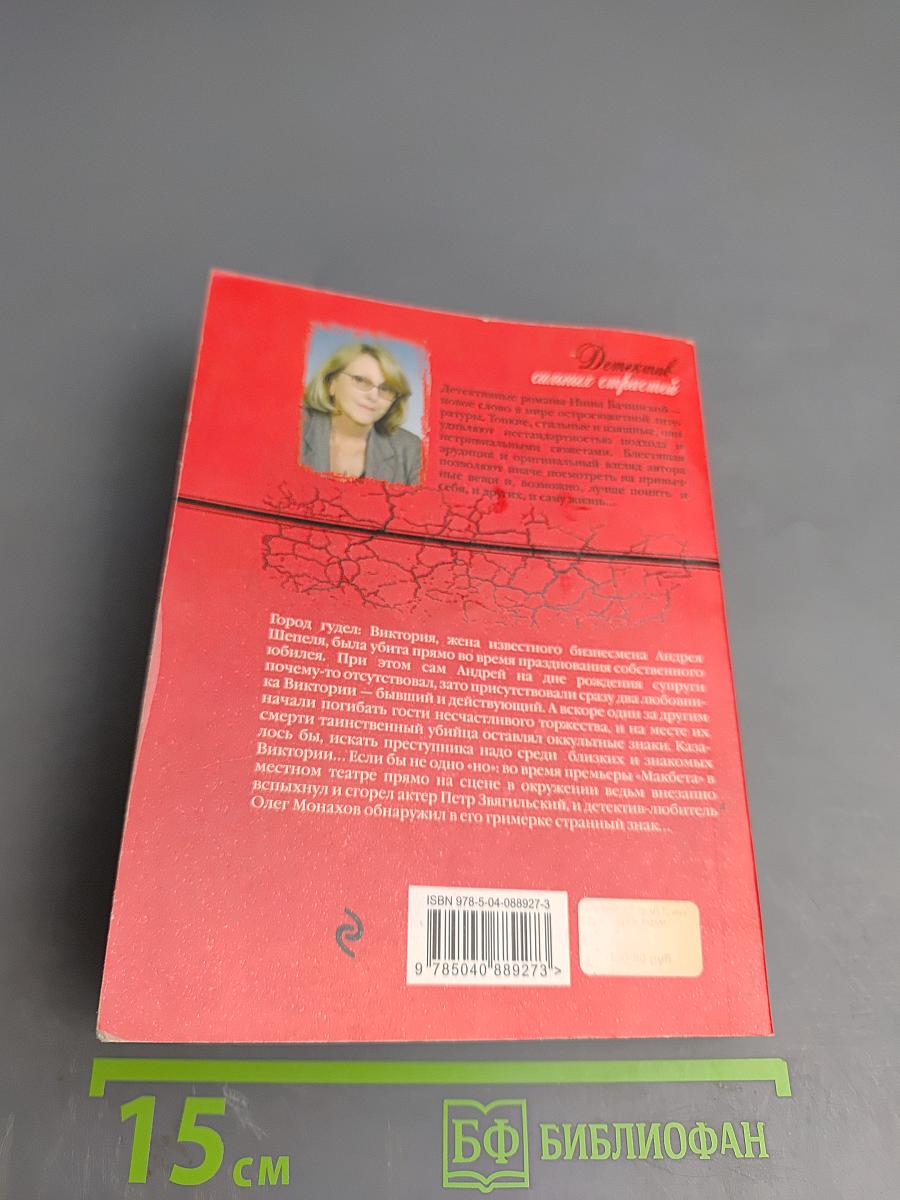 Детектив
сильных страстей
Детективные романы Инны Бачинской —
новое слово в мире остросюжетной лите-
ратуры. Тонкие, стильные и изящные, они
удивляют нестандартностью подхода и
нетривиальными сюжетами. Блестящая
эрудиция и оригинальный взгляд автора
позволяют иначе посмотреть на привыч-
ные вещи и, возможно, лучше понять и
себя, и других, и саму жизнь...
Город гудел: Виктория, жена известного бизнесмена Андрея
Шепеля, была убита прямо во время празднования собственного
юбилея. При этом сам Андрей на дне рождения супруги
почему-то отсутствовал, зато присутствовали сразу два любовни-
ка Виктории — бывший и действующий. А вскоре один за другим
начали погибать гости несчастливого торжества, и на месте их
смерти таинственный убийца оставлял оккультные знаки. Каза-
лось бы, искать преступника надо среди близких и знакомых
Виктории... Если бы не одно «но»: во время премьеры «Макбета» в
местном театре прямо на сцене в окружении ведьм внезапно
вспыхнул и сгорел актер Петр Звягильский, и детектив-любитель
Олег Монахов обнаружил в его гримерке странный знак...
ISBN 978-5-04-088927-3
9 785040 889273 >
15 см
БФ БИБЛИОФАН